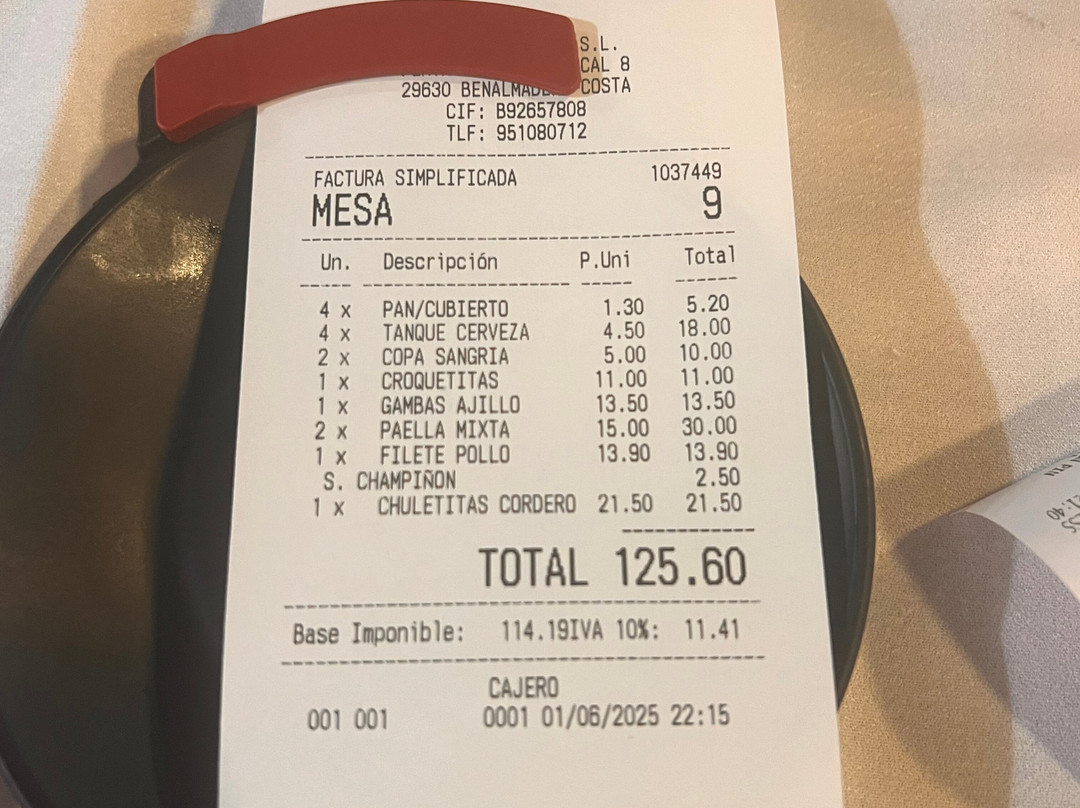 S.L.
CAL 8
29630 BENALMAD COSTA
CIF: B92657808
TLF: 951080712
FACTURA SIMPLIFICADA 1037449
MESA 9
Un. Descripción P.Uni Total
4 x PAN/CUBIERTO 1.30 5.20
4 x TANQUE CERVEZA 4.50 18.00
2 x COPA SANGRIA 5.00 10.00
1 x CROQUETITAS 11.00 11.00
1 x GAMBAS AJILLO 13.50 13.50
2 x PAELLA MIXTA 15.00 30.00
1 x FILETE POLLO 13.90 13.90
S. CHAMPIÑON 2.50
1 x CHULETITAS CORDERO 21.50 21.50
TOTAL 125.60
Base Imponible: 114.19IVA 10%: 11.41
CAJERO
001 001 0001 01/06/2025 22:15